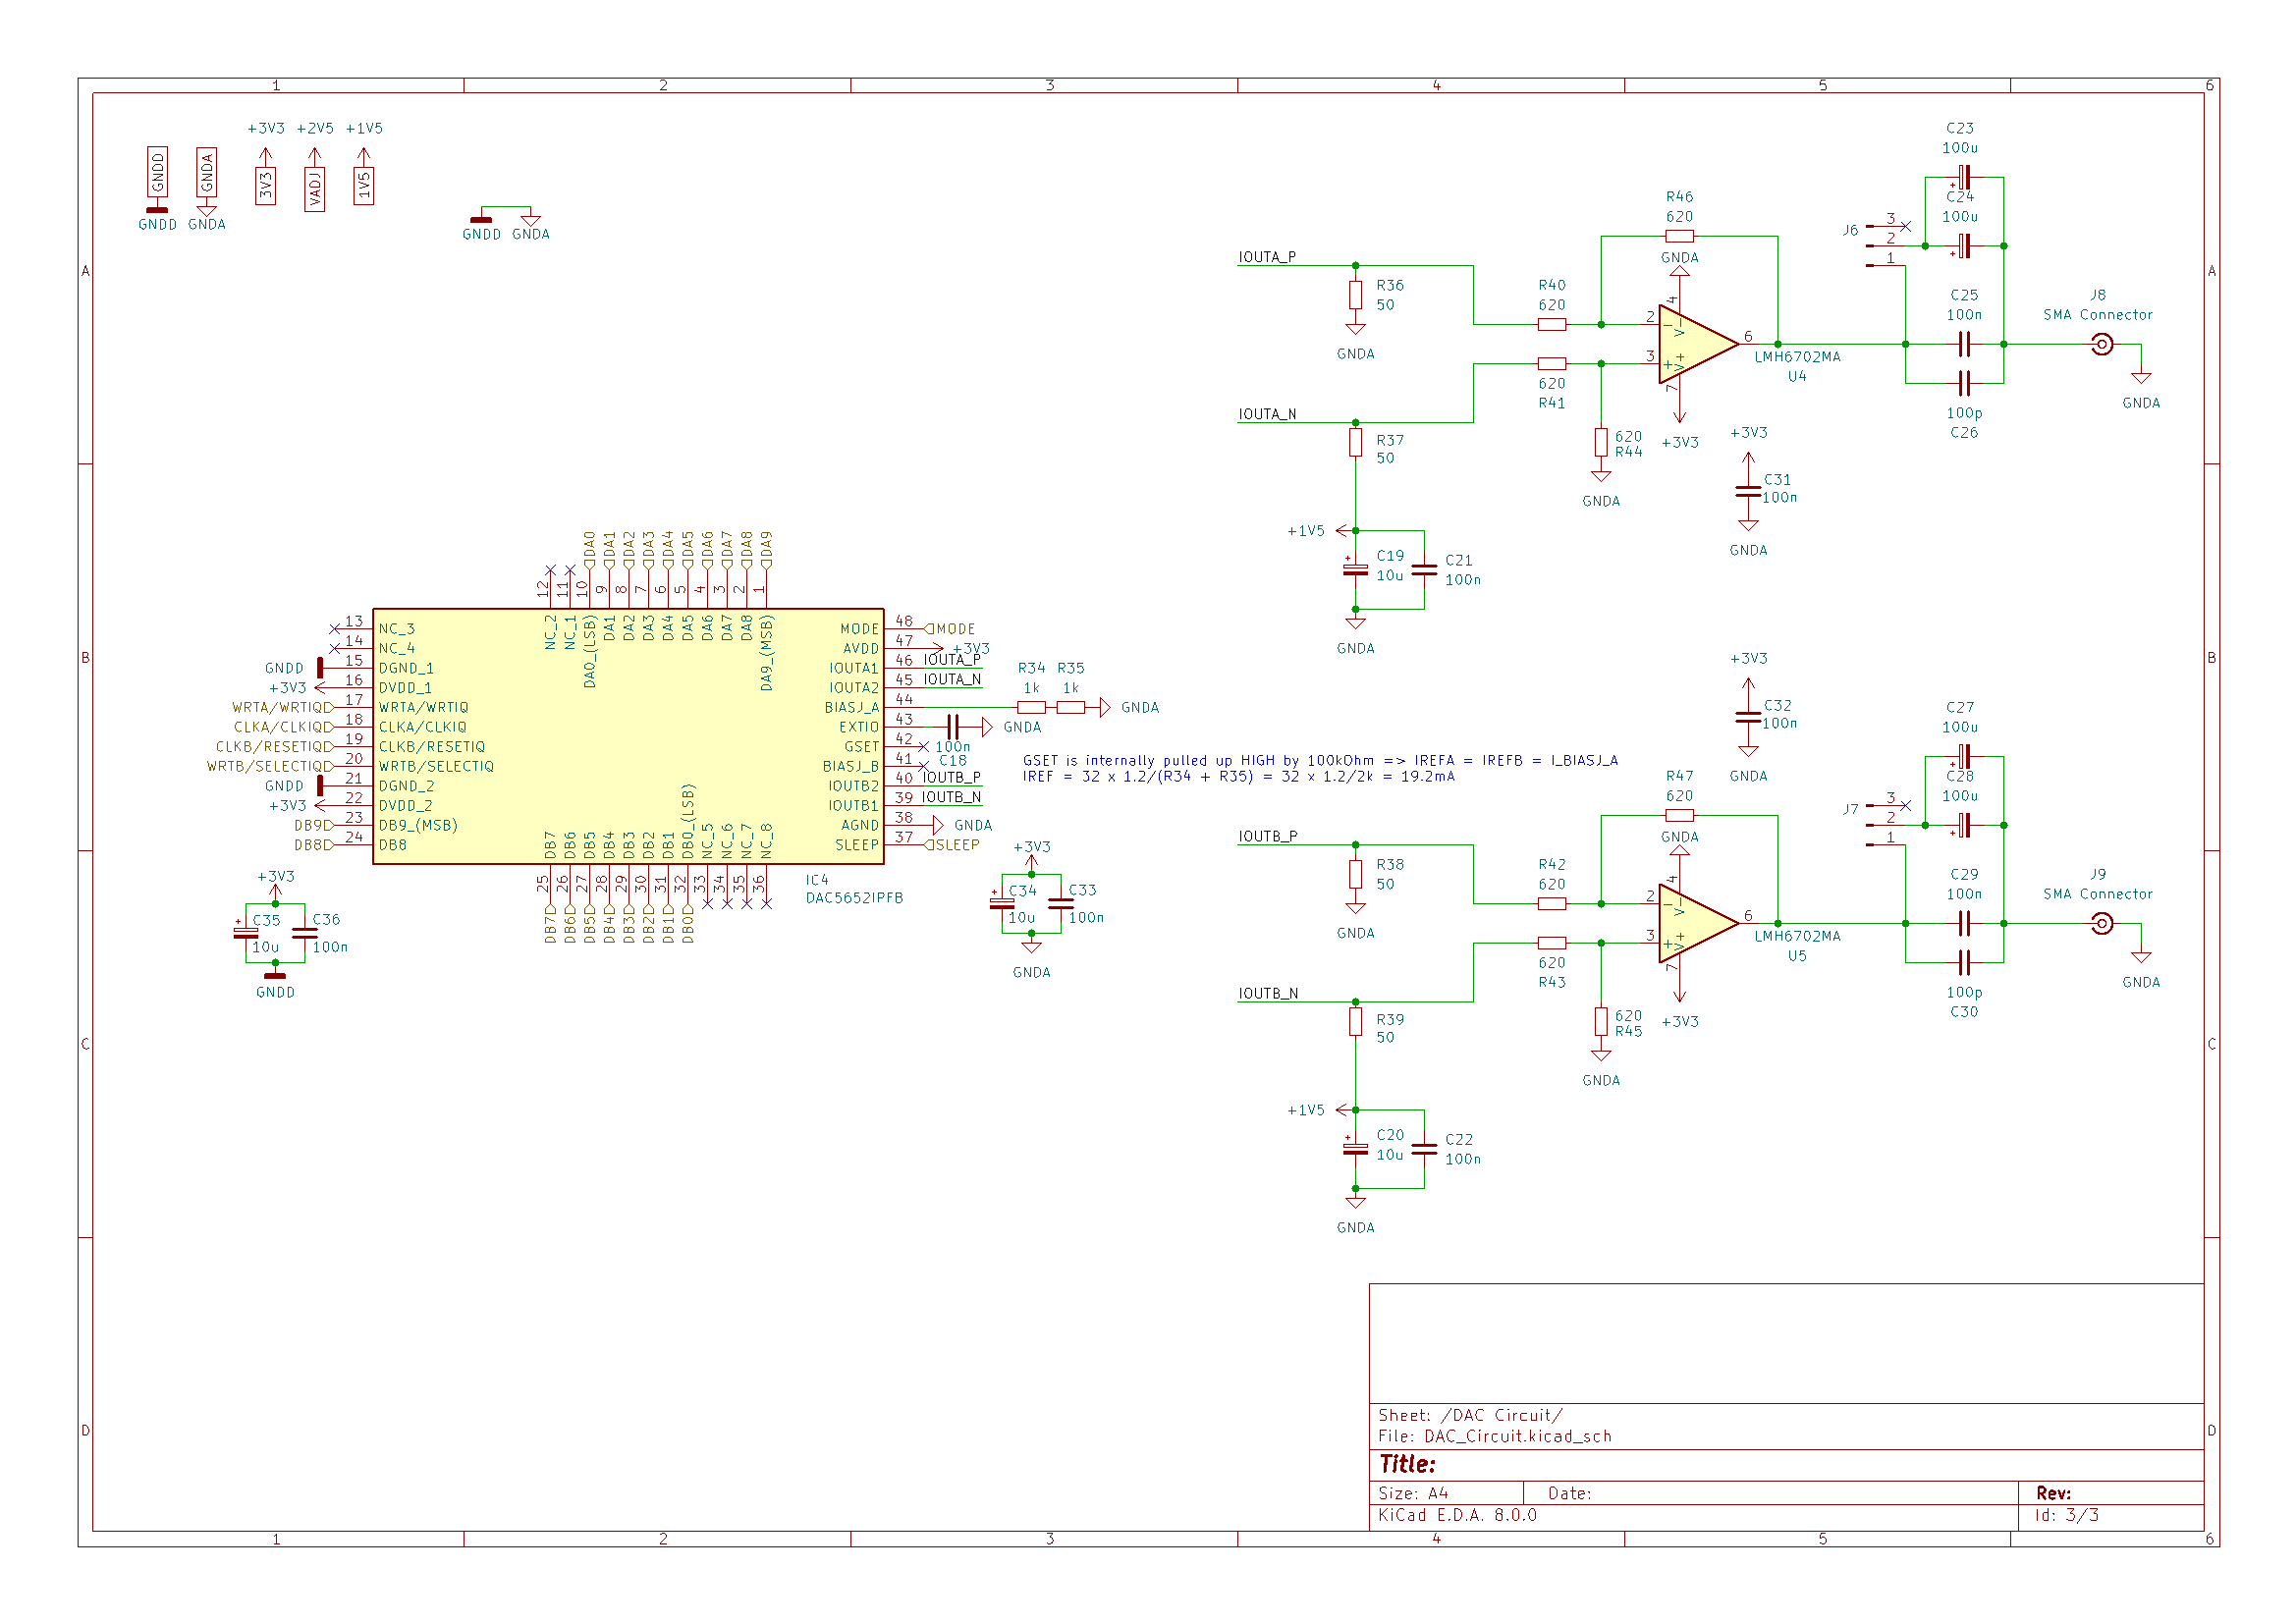 1 2 3 4 5 6
A
B
C
D
A
B
C
D
+3V3 +2V5 +1V5
GNDD GNDA 3V3 VADJ 1V5
GNDD GNDA
GNDD GNDA
DA0 DA1 DA2 DA3 DA4 DA5 DA6 DA7 DA8 DA9
12 11 10 9 8 7 6 5 4 3 2 1
NC_2 NC_1 DA0_(LSB) DA1 DA2 DA3 DA4 DA5 DA6 DA7 DA8 DA9_(MSB)
13 NC_3
14 NC_4
GNDD 15 DGND_1
+3V3 16 DVDD_1
WRTA/WRTIQ 17 WRTA/WRTIQ
CLKA/CLKIQ 18 CLKA/CLKIQ
CLKB/RESETIQ 19 CLKB/RESETIQ
WRTB/SELECTIQ 20 WRTB/SELECTIQ
GNDD 21 DGND_2
+3V3 22 DVDD_2
DB9 23 DB9_(MSB)
DB8 24 DB8
MODE 48 MODE
AVDD 47 +3V3
IOUTA1 46 IOUTA_P
IOUTA2 45 IOUTA_N
BIASJ_A 44
R34 R35
1k 1k
GNDA
EXTIO 43 GNDA
100n
C18
GSET 42
BIASJ_B 41
IOUTB2 40 IOUTB_P
IOUTB1 39 IOUTB_N
AGND 38 GNDA
SLEEP 37 SLEEP
DB7 DB6 DB5 DB4 DB3 DB2 DB1 DB0_(LSB) NC_5 NC_6 NC_7 NC_8
25 26 27 28 29 30 31 32 33 34 35 36
DB7 DB6 DB5 DB4 DB3 DB2 DB1 DB0
IC4
DAC5652IPFB
GSET is internally pulled up HIGH by 100kOhm => IREFA = IREFB = I_BIASJ_A
IREF = 32 x 1.2/(R34 + R35) = 32 x 1.2/2k = 19.2mA
+3V3
C35 C36
10u 100n
GNDD
+3V3
C34 C33
10u 100n
GNDA
IOUTA_P
R36
50
GNDA
IOUTA_N
R37
50
+1V5
C19
10u
C21
100n
GNDA
R40
620
620
R41
620
R44
GNDA
R46
620
GNDA
4
2
3
6
7
V-
V+
+3V3
LMH6702MA
U4
+3V3
C31
100n
GNDA
J6
3
2
1
C23
100u
C24
100u
C25
100n
100p
C26
J8
SMA Connector
GNDA
+3V3
C32
100n
GNDA
IOUTB_P
R38
50
GNDA
IOUTB_N
R39
50
+1V5
C20
10u
C22
100n
GNDA
R42
620
620
R43
620
R45
GNDA
R47
620
GNDA
4
2
3
6
7
V-
V+
+3V3
LMH6702MA
U5
J7
3
2
1
C27
100u
C28
100u
C29
100n
100p
C30
J9
SMA Connector
GNDA
Sheet: /DAC Circuit/
File: DAC_Circuit.kicad_sch
Title:
Size: A4 Date: Rev:
KiCad E.D.A. 8.0.0 Id: 3/3
1 2 3 4 5 6